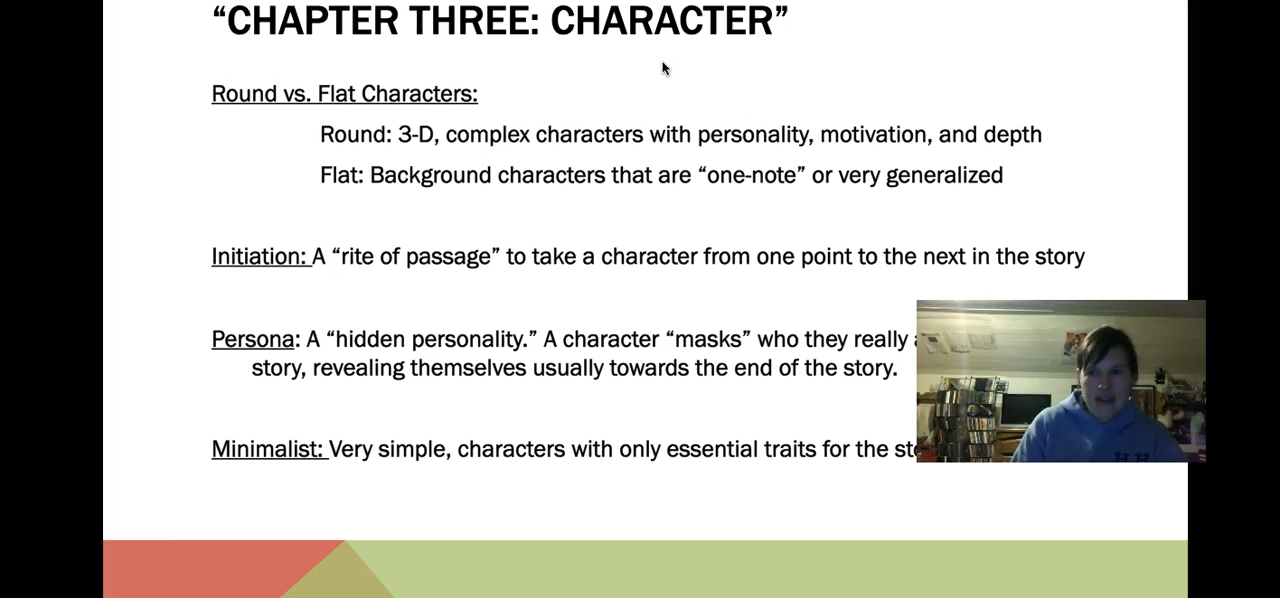 “CHAPTER THREE: CHARACTER”
Round vs. Flat Characters:
Round: 3-D, complex characters with personality, motivation, and depth
Flat: Background characters that are “one-note” or very generalized
Initiation: A “rite of passage” to take a character from one point to the next in the story
Persona: A “hidden personality.” A character “masks” who they really
story, revealing themselves usually towards the end of the story.
Minimalist: Very simple, characters with only essential traits for the